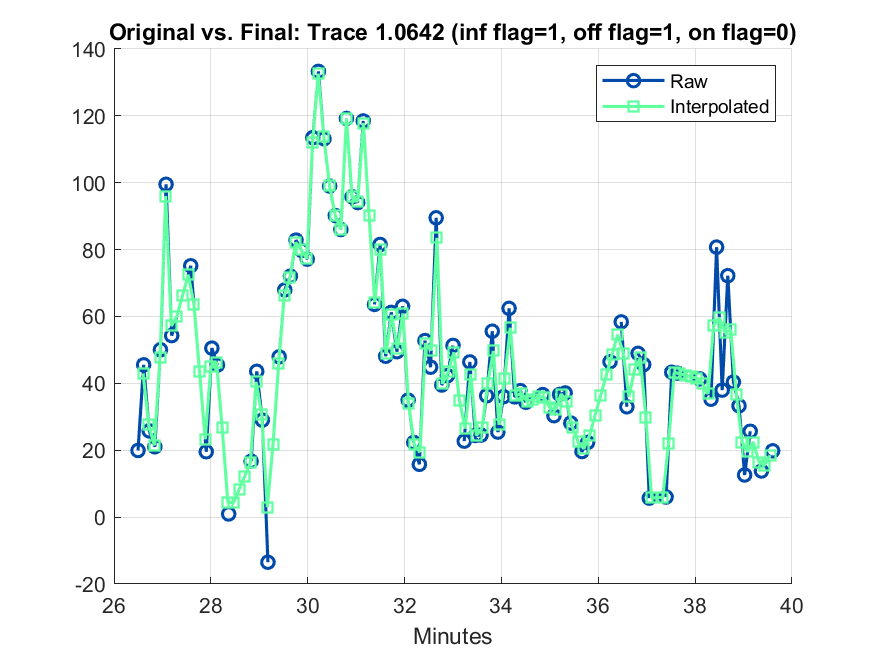 Original vs. Final: Trace 1.0642 (inf flag=1, off flag=1, on flag=0)
140
120
100
80
60
40
20
0
-20
Raw
Interpolated
26 28 30 32 34 36 38 40
Minutes